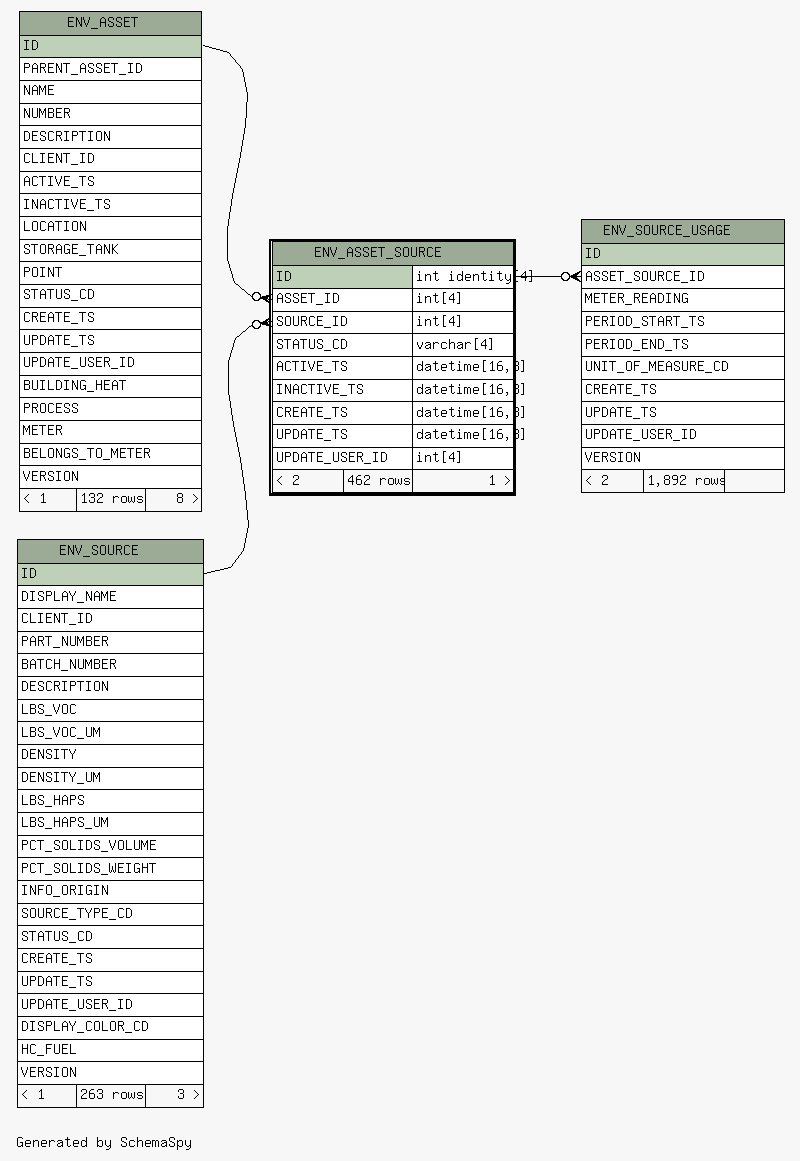 ENV_ASSET
ID
PARENT_ASSET_ID
NAME
NUMBER
DESCRIPTION
CLIENT_ID
ACTIVE_TS
INACTIVE_TS
LOCATION
STORAGE_TANK
POINT
STATUS_CD
CREATE_TS
UPDATE_TS
UPDATE_USER_ID
BUILDING_HEAT
PROCESS
METER
BELONGS_TO_METER
VERSION
< 1 132 rows 8 >
ENV_ASSET_SOURCE
ID int identity[4]
ASSET_ID int[4]
SOURCE_ID int[4]
STATUS_CD varchar[4]
ACTIVE_TS datetime[16,3]
INACTIVE_TS datetime[16,3]
CREATE_TS datetime[16,3]
UPDATE_TS datetime[16,3]
UPDATE_USER_ID int[4]
< 2 462 rows 1 >
ENV_SOURCE_USAGE
ID
ASSET_SOURCE_ID
METER_READING
PERIOD_START_TS
PERIOD_END_TS
UNIT_OF_MEASURE_CD
CREATE_TS
UPDATE_TS
UPDATE_USER_ID
VERSION
< 2 1,892 rows
ENV_SOURCE
ID
DISPLAY_NAME
CLIENT_ID
PART_NUMBER
BATCH_NUMBER
DESCRIPTION
LBS_VOC
LBS_VOC_UM
DENSITY
DENSITY_UM
LBS_HAPS
LBS_HAPS_UM
PCT_SOLIDS_VOLUME
PCT_SOLIDS_WEIGHT
INFO_ORIGIN
SOURCE_TYPE_CD
STATUS_CD
CREATE_TS
UPDATE_TS
UPDATE_USER_ID
DISPLAY_COLOR_CD
HC_FUEL
VERSION
< 1 263 rows 3 >
Generated by SchemaSpy